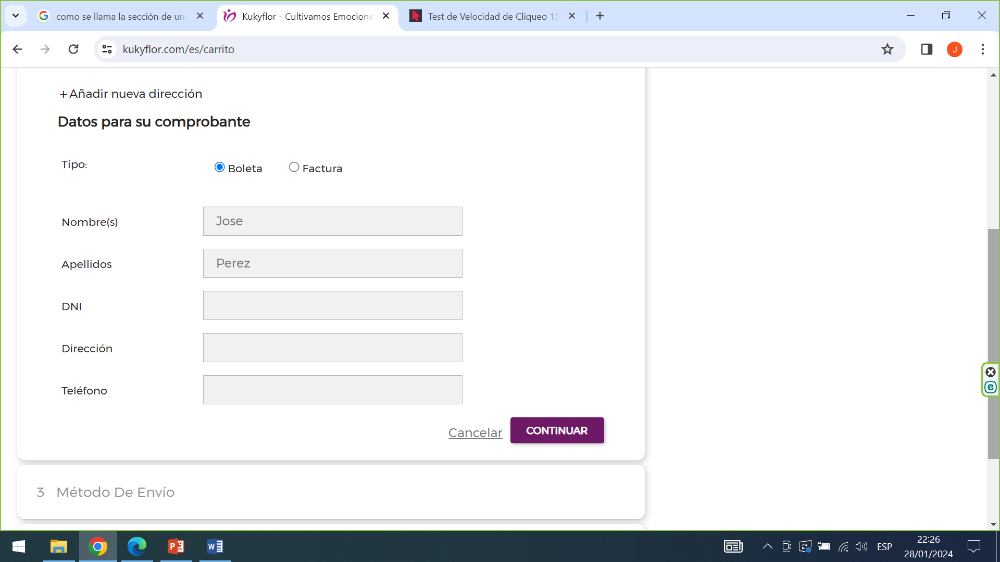 como se llama la sección de un
Kukyflor - Cultivamos Emocione
Test de Velocidad de Cliqueo 15
kukyflor.com/es/carrito
J
+ Añadir nueva dirección
Datos para su comprobante
Tipo:
Boleta
Factura
Nombre(s)
Jose
Apellidos
Perez
DNI
Dirección
Teléfono
Cancelar
CONTINUAR
3 Método De Envío
ESP
22:26
28/01/2024